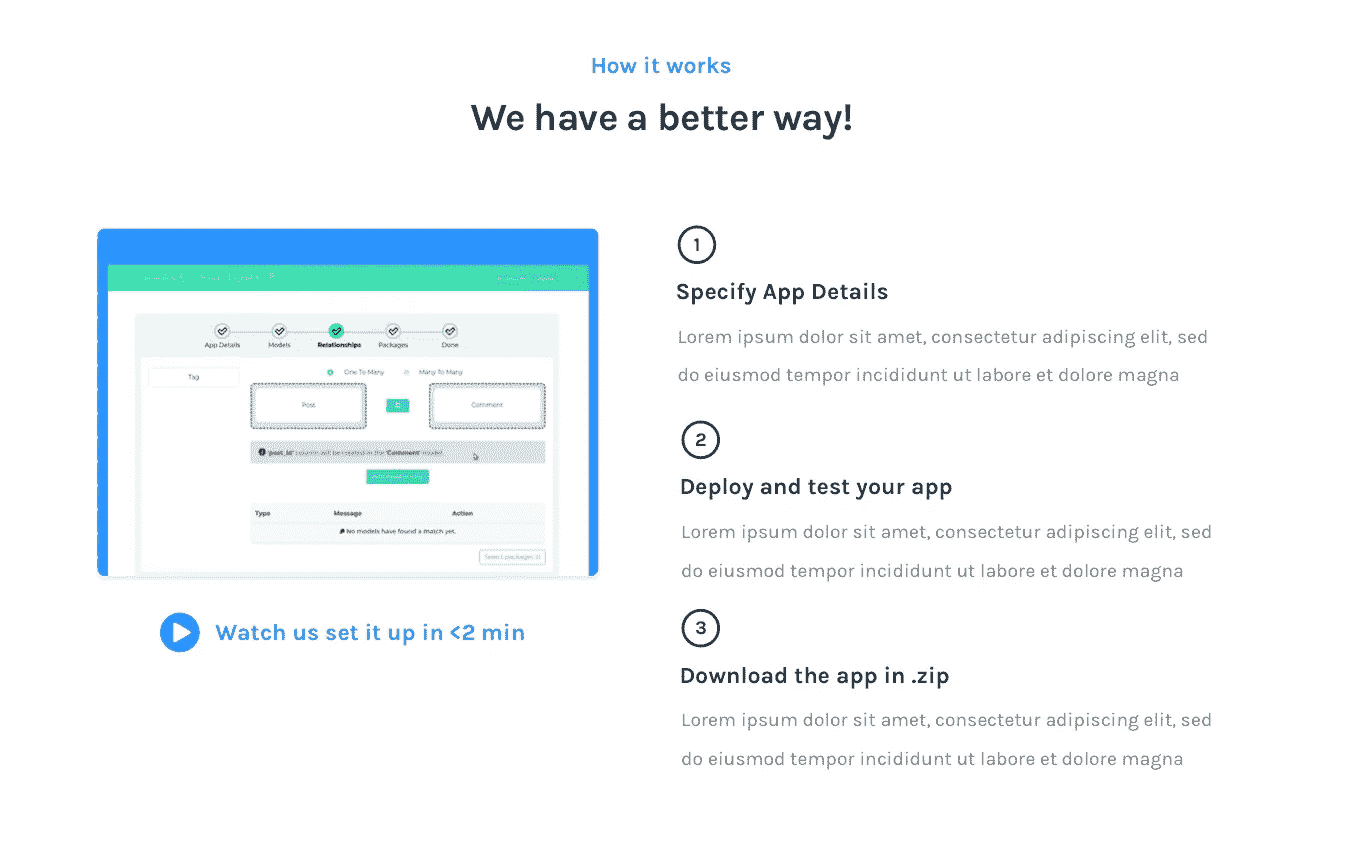 How it works
We have a better way!
App Details Models Relationships Packages Done
Tag
One To Many Many To Many
Post Comment
'post_id' column will be created in the 'Comment' model.
Type Message Action
No models have found a match yet.
Watch us set it up in <2 min
1
Specify App Details
Lorem ipsum dolor sit amet, consectetur adipiscing elit, sed
do eiusmod tempor incididunt ut labore et dolore magna
2
Deploy and test your app
Lorem ipsum dolor sit amet, consectetur adipiscing elit, sed
do eiusmod tempor incididunt ut labore et dolore magna
3
Download the app in .zip
Lorem ipsum dolor sit amet, consectetur adipiscing elit, sed
do eiusmod tempor incididunt ut labore et dolore magna